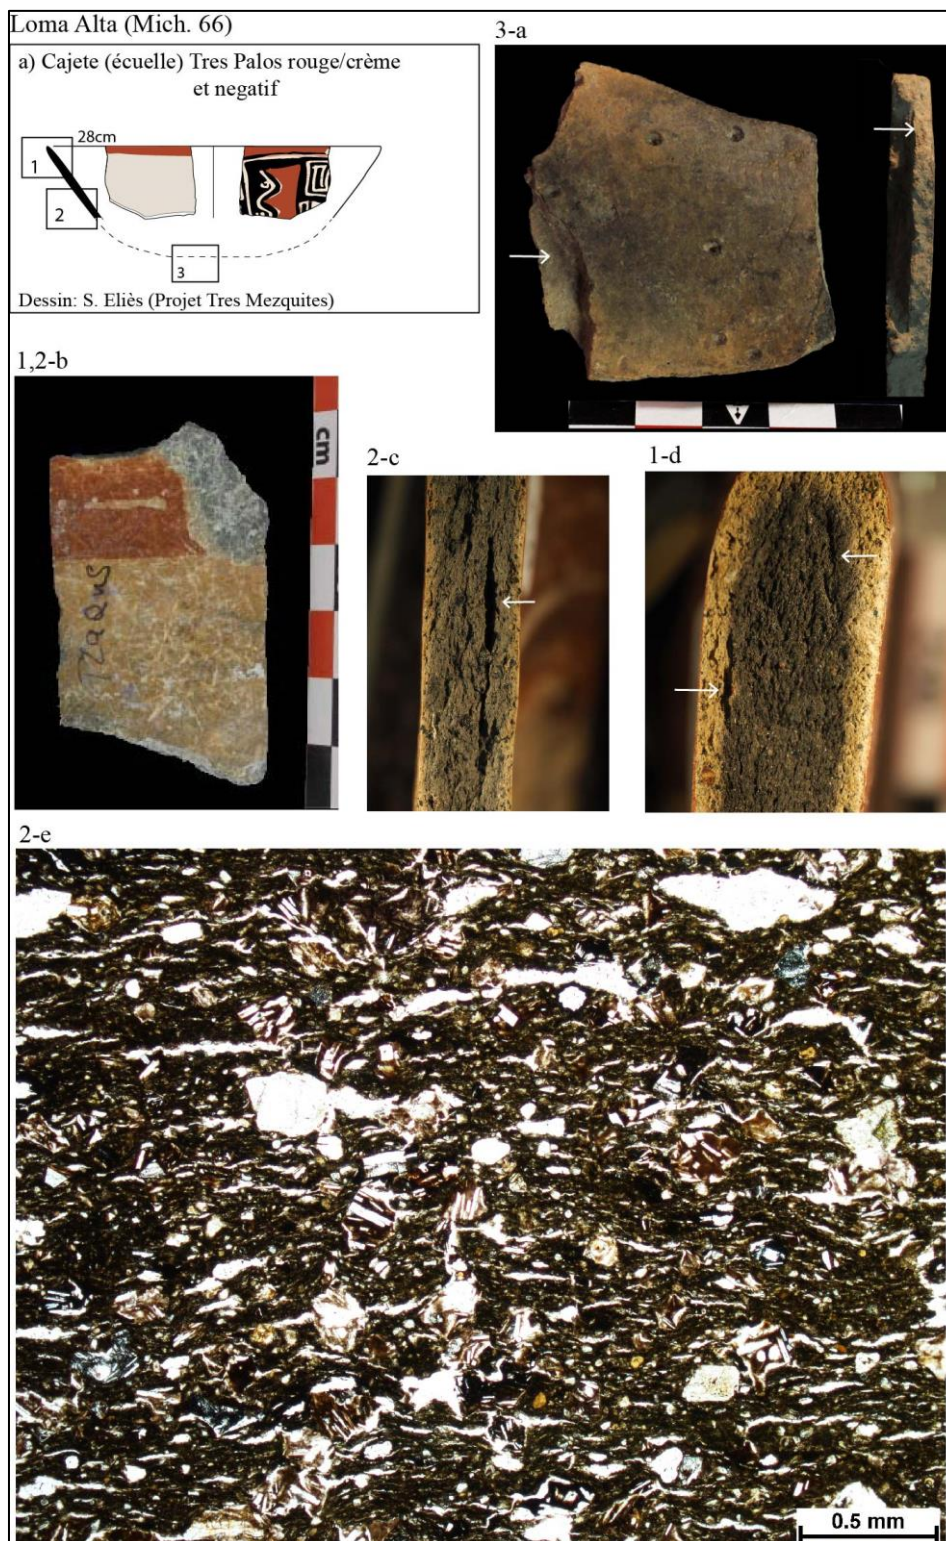 Loma Alta (Mich. 66)
a) Cajete (écuelle) Tres Palos rouge/crème
et negatif
28cm
1
2
3
Dessin: S. Eliès (Projet Tres Mezquites)
3-a
1,2-b
cm
2-c
1-d
2-e
0.5 mm